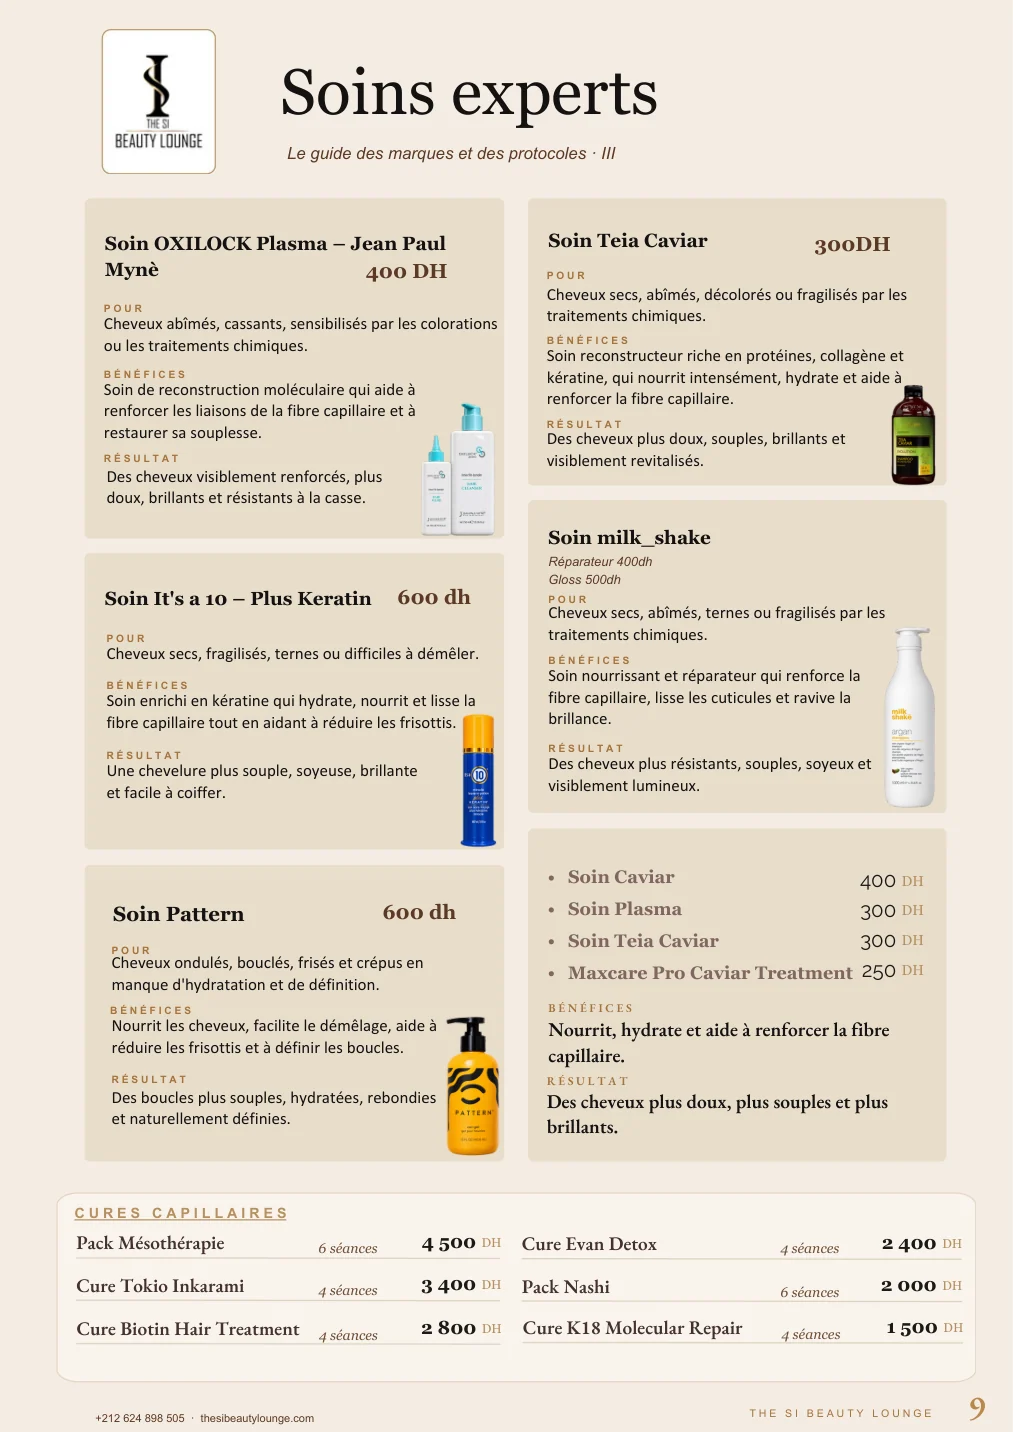 THE SI
BEAUTY LOUNGE
Soins experts
Le guide des marques et des protocoles · III
Soin OXILOCK Plasma – Jean Paul
Mynè
400 DH
POUR
Cheveux abîmés, cassants, sensibilisés par les colorations
ou les traitements chimiques.
BÉNÉFICES
Soin de reconstruction moléculaire qui aide à
renforcer les liaisons de la fibre capillaire et à
restaurer sa souplesse.
RÉSULTAT
Des cheveux visiblement renforcés, plus
doux, brillants et résistants à la casse.
Soin It's a 10 – Plus Keratin 600 dh
POUR
Cheveux secs, fragilisés, ternes ou difficiles à démêler.
BÉNÉFICES
Soin enrichi en kératine qui hydrate, nourrit et lisse la
fibre capillaire tout en aidant à réduire les frisottis.
RÉSULTAT
Une chevelure plus souple, soyeuse, brillante
et facile à coiffer.
10
Soin Pattern 600 dh
POUR
Cheveux ondulés, bouclés, frisés et crépus en
manque d'hydratation et de définition.
BÉNÉFICES
Nourrit les cheveux, facilite le démêlage, aide à
réduire les frisottis et à définir les boucles.
RÉSULTAT
Des boucles plus souples, hydratées, rebondies
et naturellement définies.
PATTERN
Soin Teia Caviar 300DH
POUR
Cheveux secs, abîmés, décolorés ou fragilisés par les
traitements chimiques.
BÉNÉFICES
Soin reconstructeur riche en protéines, collagène et
kératine, qui nourrit intensément, hydrate et aide à
renforcer la fibre capillaire.
RÉSULTAT
Des cheveux plus doux, souples, brillants et
visiblement revitalisés.
Soin milk_shake
Réparateur 400dh
Gloss 500dh
POUR
Cheveux secs, abîmés, ternes ou fragilisés par les
traitements chimiques.
BÉNÉFICES
Soin nourrissant et réparateur qui renforce la
fibre capillaire, lisse les cuticules et ravive la
brillance.
RÉSULTAT
Des cheveux plus résistants, souples, soyeux et
visiblement lumineux.
milk
shake
argan
• Soin Caviar 400 DH
• Soin Plasma 300 DH
• Soin Teia Caviar 300 DH
• Maxcare Pro Caviar Treatment 250 DH
BÉNÉFICES
Nourrit, hydrate et aide à renforcer la fibre
capillaire.
RÉSULTAT
Des cheveux plus doux, plus souples et plus
brillants.
CURES CAPILLAIRES
Pack Mésothérapie 6 séances 4 500 DH
Cure Tokio Inkarami 4 séances 3 400 DH
Cure Biotin Hair Treatment 4 séances 2 800 DH
Cure Evan Detox 4 séances 2 400 DH
Pack Nashi 6 séances 2 000 DH
Cure K18 Molecular Repair 4 séances 1 500 DH
+212 624 898 505 · thesibeautylounge.com
THE SI BEAUTY LOUNGE 9